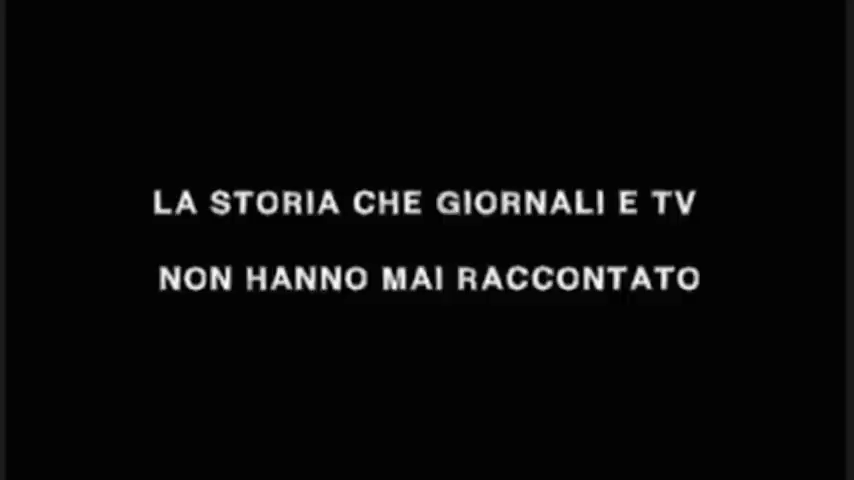 LA STORIA CHE GIORNALI E TV
NON HANNO MAI RACCONTATO